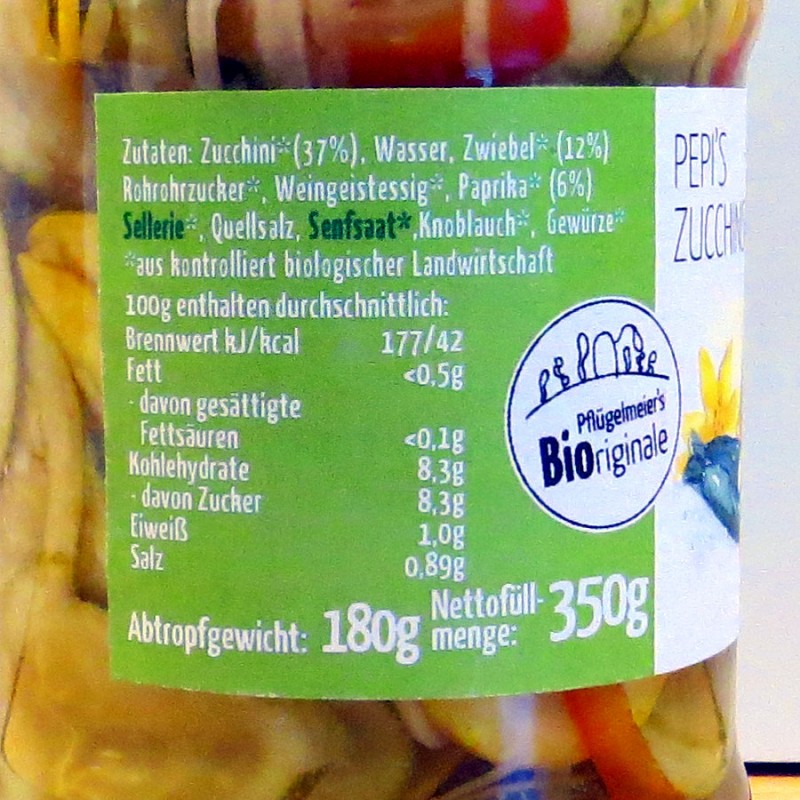 Zutaten: Zucchini*(37%), Wasser, Zwiebel* (12%)
Rohrohrzucker*, Weingeistessig*, Paprika* (6%)
Sellerie*, Quellsalz, Senfsaat*,Knoblauch*, Gewürze*
*aus kontrolliert biologischer Landwirtschaft
100g enthalten durchschnittlich:
Brennwert kJ/kcal 177/42
Fett <0,5g
- davon gesättigte
Fettsäuren <0,1g
Kohlehydrate 8,3g
- davon Zucker 8,3g
Eiweiß 1,0g
Salz 0,89g
Abtropfgewicht: 180g Nettofüll-
menge: 350g
Pflügelmeier's
Bioriginale
PEPI'S